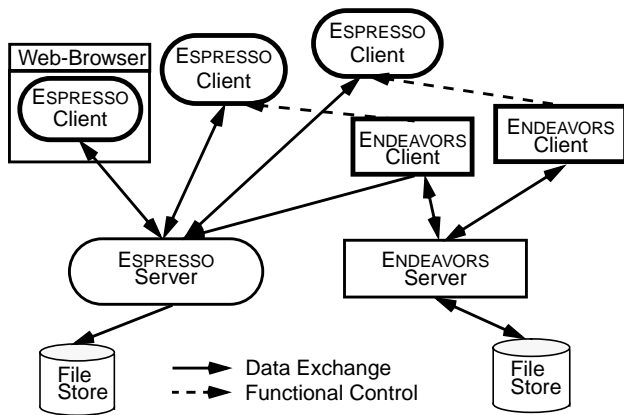 Web-Browser
ESPRESSO
Client
ESPRESSO
Client
ESPRESSO
Client
ENDEAVORS
Client
ENDEAVORS
Client
ESPRESSO
Server
ENDEAVORS
Server
File
Store
Data Exchange
Functional Control
File
Store